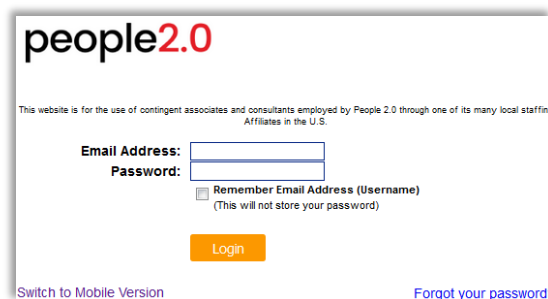 people2.0
This website is for the use of contingent associates and consultants employed by People 2.0 through one of its many local staffin
Affiliates in the U.S.
Email Address:
Password:
Remember Email Address (Username)
(This will not store your password)
Login
Switch to Mobile Version Forgot your password